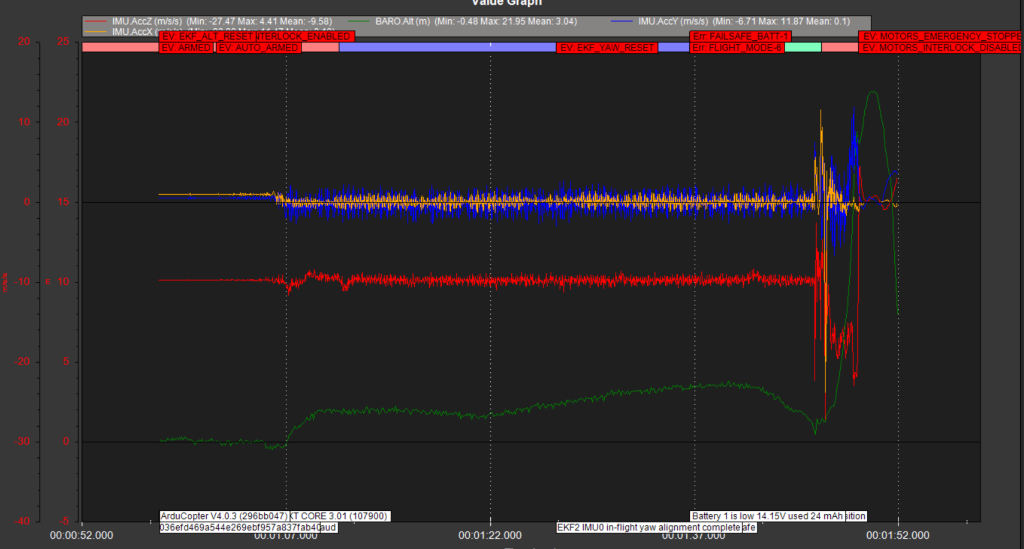 Value Graph
IMU.AccZ (m/s/s) (Min: -27.47 Max: 4.41 Mean: -9.58) BARO.Alt (m) (Min: -0.48 Max: 21.95 Mean: 3.04) IMU.AccY (m/s/s) (Min: -6.71 Max: 11.87 Mean: 0.1)
IMU.AccX (m/s/s) (Min:
EV: EKF_ALT_RESET TERLOCK_ENABLED Err: FAILSAFE_BATT-1 EV: MOTORS_EMERGENCY_STOPPE
EV: ARMED EV: AUTO_ARMED EV: EKF_YAW_RESET Err: FLIGHT_MODE-6 EV: MOTORS_INTERLOCK_DISABLED
20 25
10 20
0 15
-10 10
-20 5
-30 0
-40 -5
ArduCopter V4.0.3 (296bb047) KT CORE 3.01 (107900) Battery 1 is low 14.15V used 24 mAh sition
036efd469a544e269ebf957a837fab40 aud EKF2 IMU0 in-flight yaw alignment complete afe
00:00:52.000 00:01:07.000 00:01:22.000 00:01:37.000 00:01:52.000